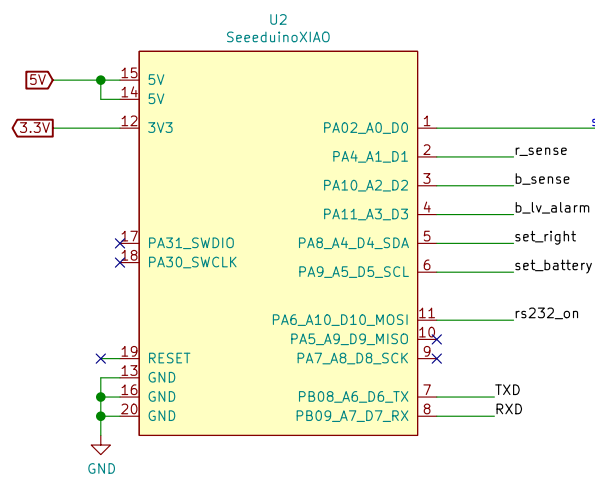 U2
SeeeduinoXIAO
5V
15
5V
14
5V
3.3V
12
3V3
PA02_A0_D0
1
s
PA4_A1_D1
2
r_sense
PA10_A2_D2
3
b_sense
PA11_A3_D3
4
b_lv_alarm
17
PA31_SWDIO
PA8_A4_D4_SDA
5
set_right
18
PA30_SWCLK
PA9_A5_D5_SCL
6
set_battery
PA6_A10_D10_MOSI
11
rs232_on
PA5_A9_D9_MISO
10
19
RESET
PA7_A8_D8_SCK
9
13
GND
16
GND
PB08_A6_D6_TX
7
TXD
20
GND
PB09_A7_D7_RX
8
RXD
GND